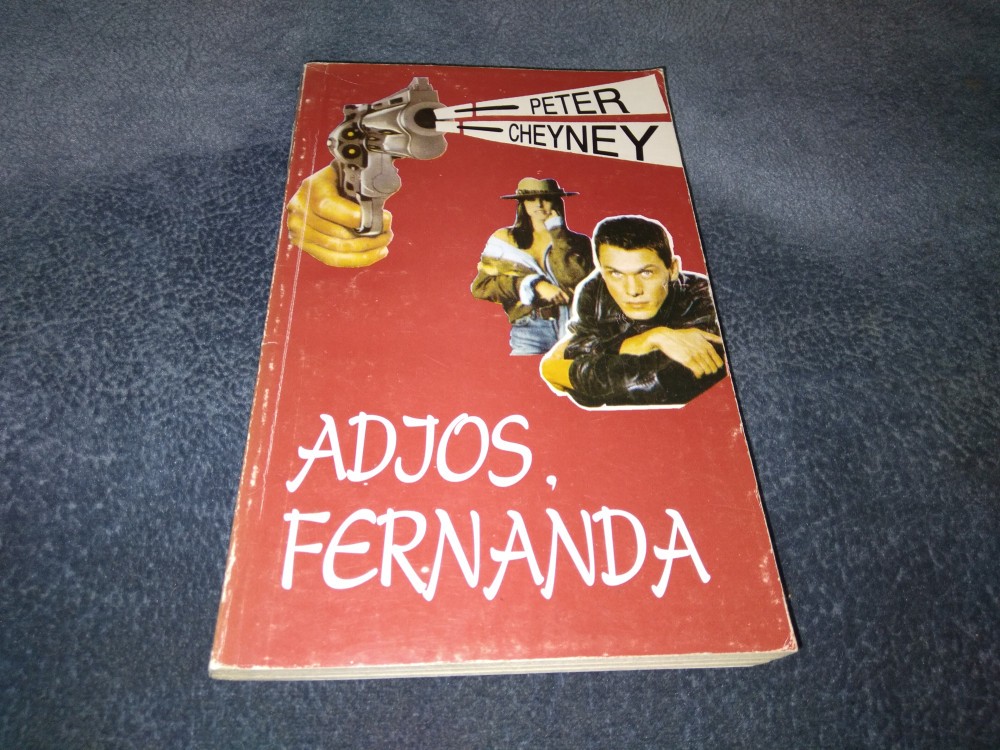 PETER
CHEYNEY
ADJOS,
FERNANDA